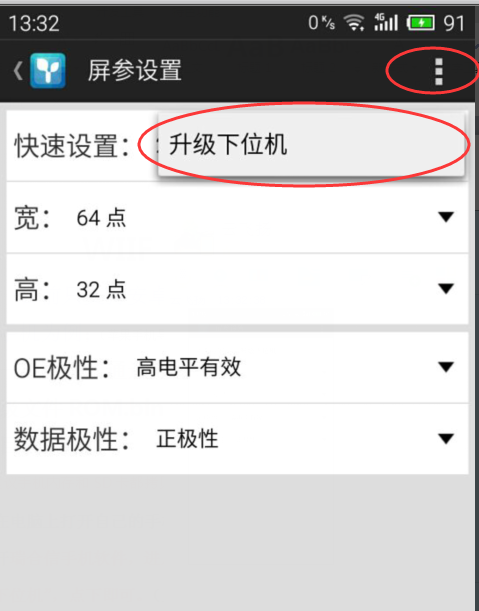 13:32 0 K/s 4G 91
屏参设置
快速设置：
升级下位机
宽： 64 点
高： 32 点
OE极性： 高电平有效
数据极性： 正极性